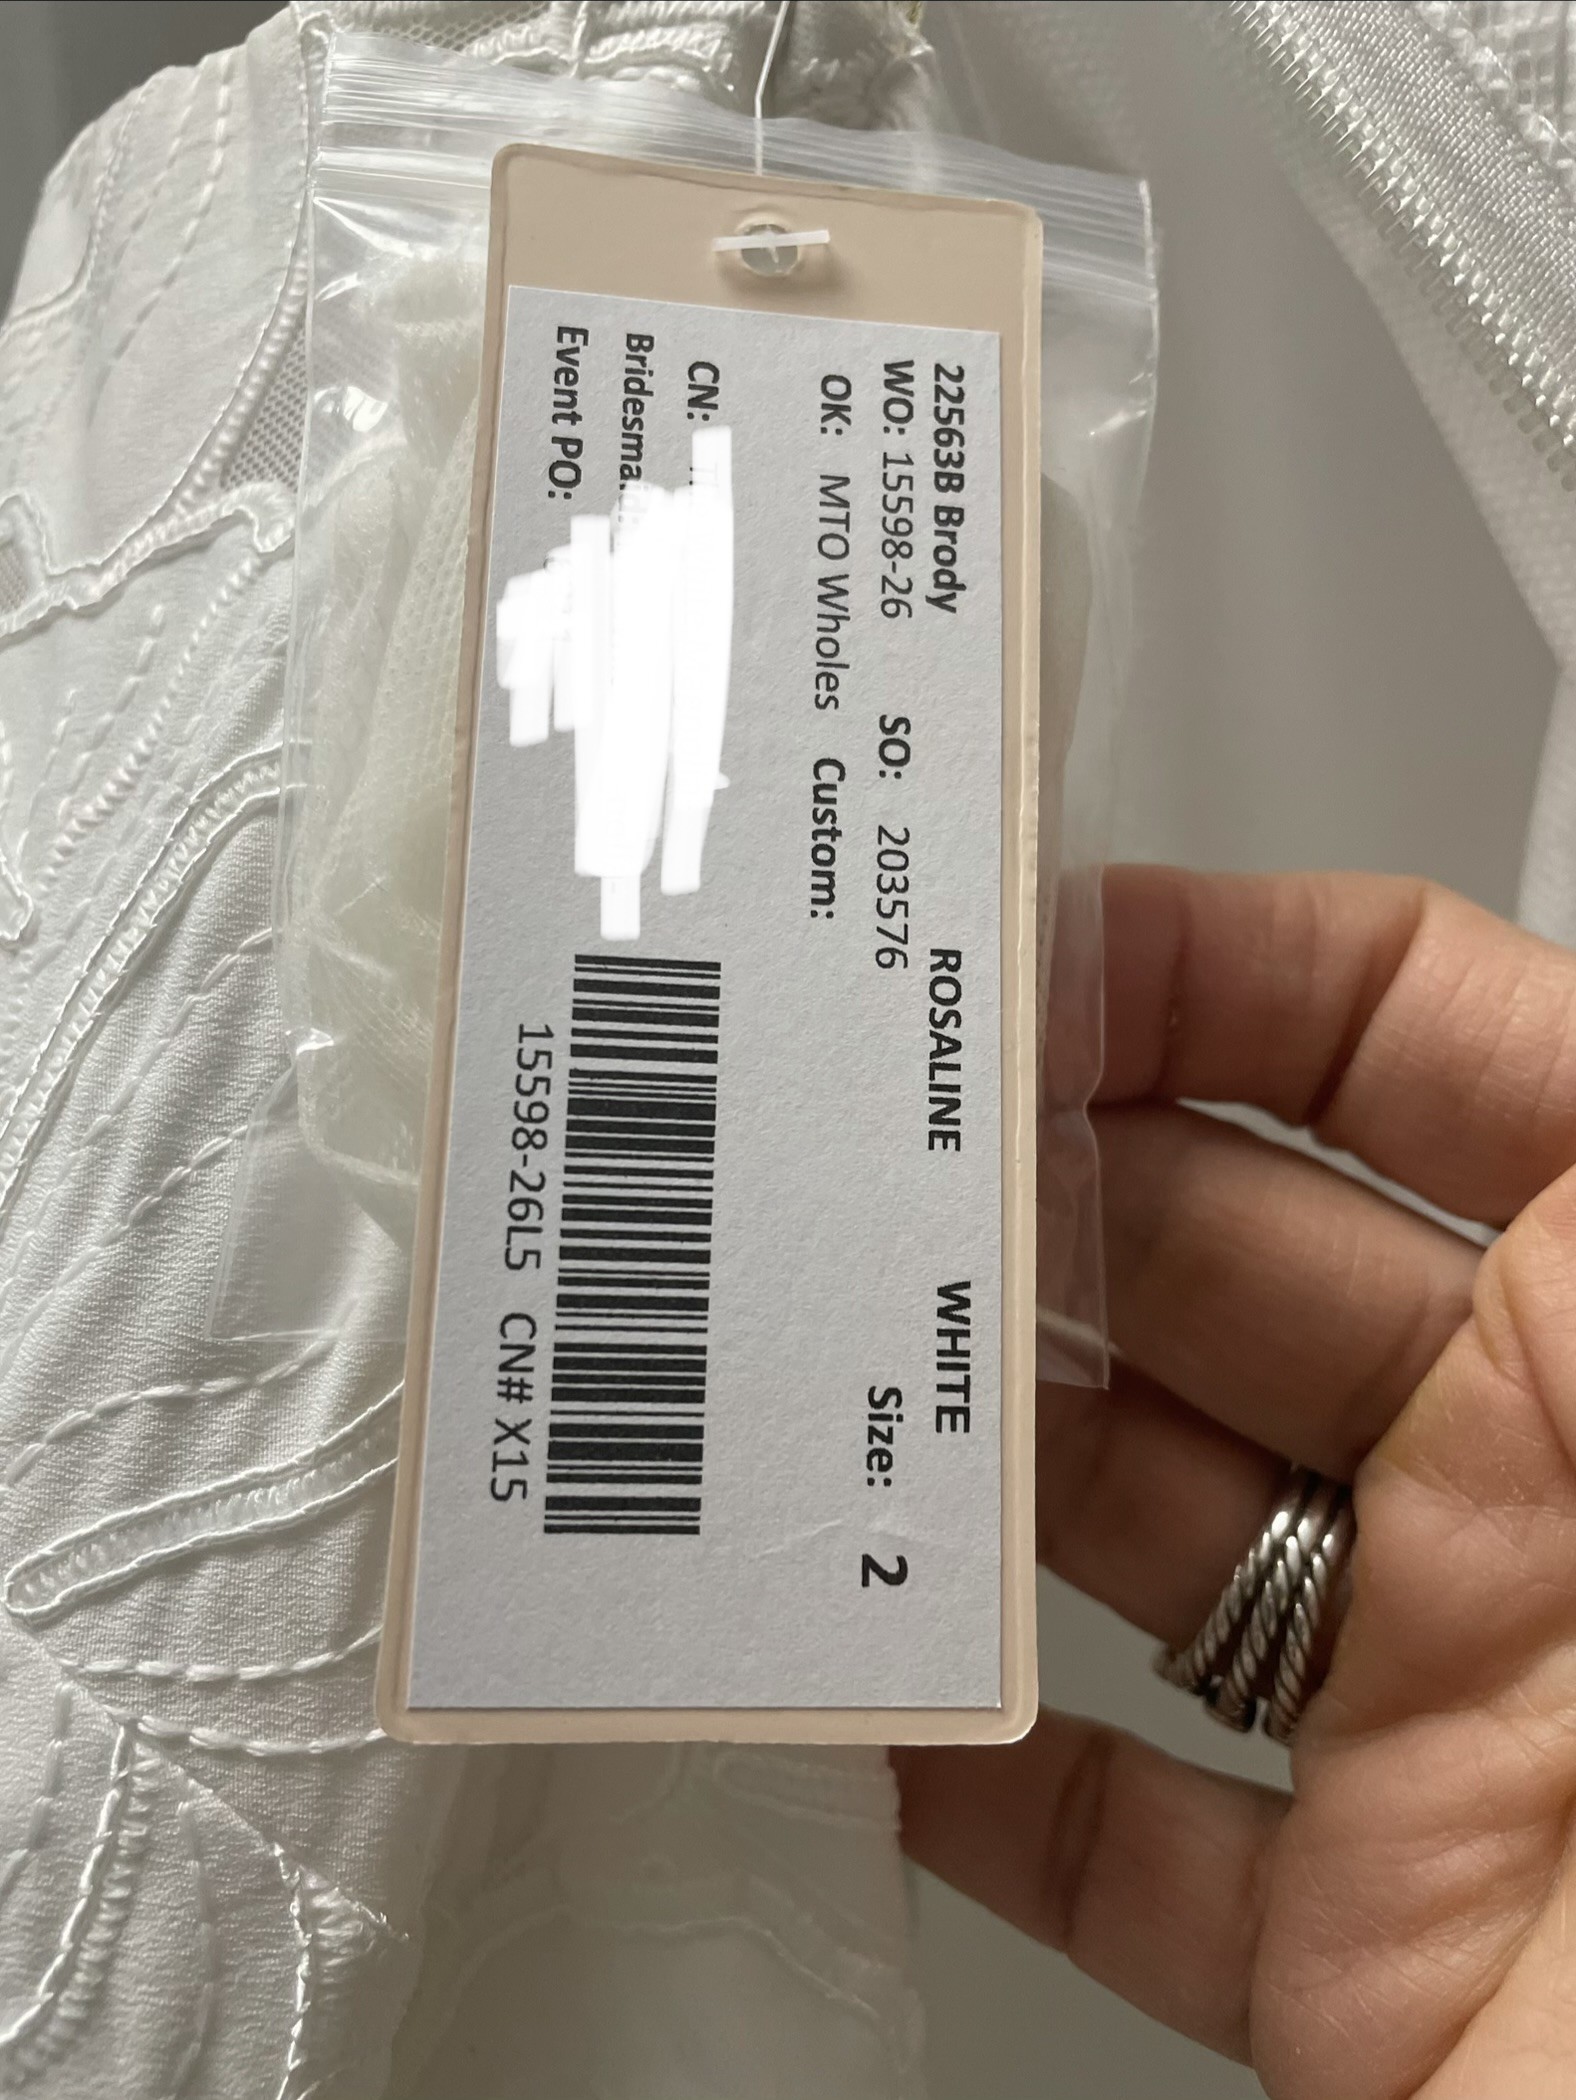 22563B Brody ROSALINE WHITE
WO: 15598-26 SO: 203576 Size: 2
OK: MTO Wholes Custom:
CN:
Event PO:
15598-26L5 CN# X15